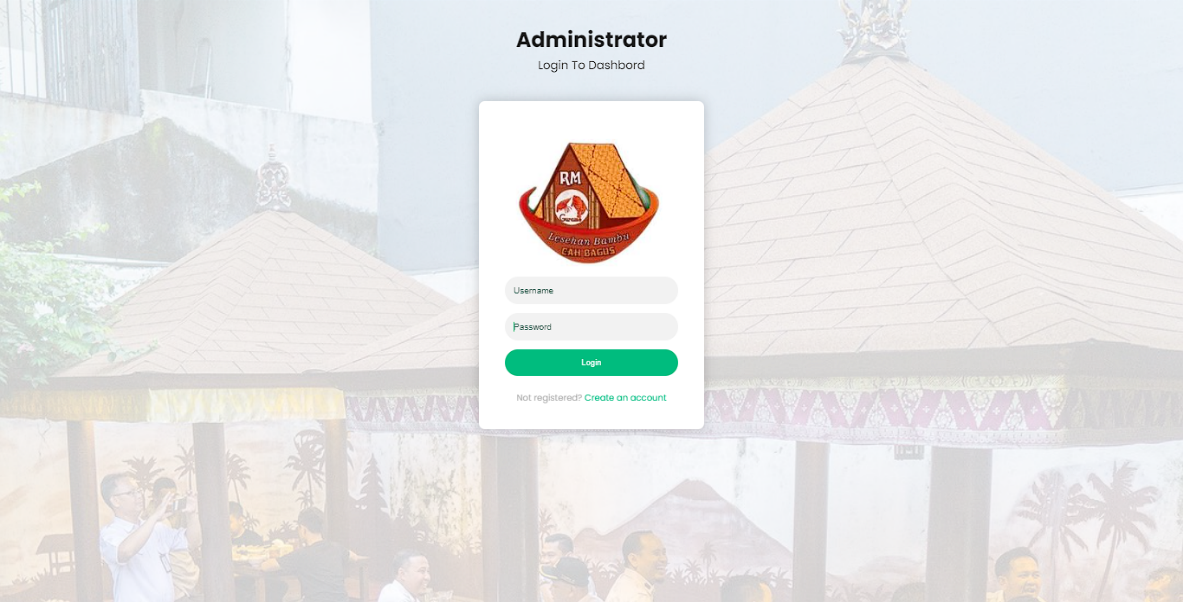 Administrator
Login To Dashbord
RM
Lesehan Bambu
CAH BAGUS
Username
Password
Login
Not registered? Create an account